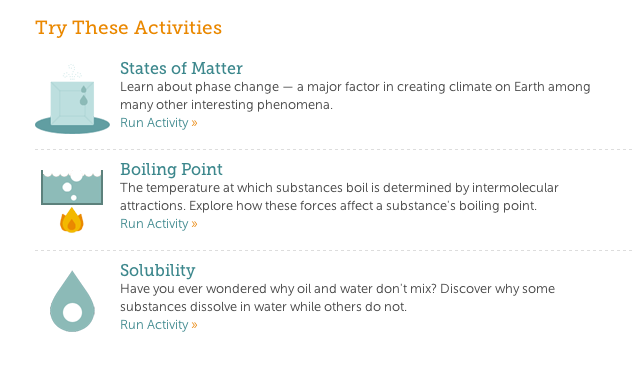 Try These Activities
States of Matter
Learn about phase change — a major factor in creating climate on Earth among
many other interesting phenomena.
Run Activity »
Boiling Point
The temperature at which substances boil is determined by intermolecular
attractions. Explore how these forces affect a substance's boiling point.
Run Activity »
Solubility
Have you ever wondered why oil and water don't mix? Discover why some
substances dissolve in water while others do not.
Run Activity »